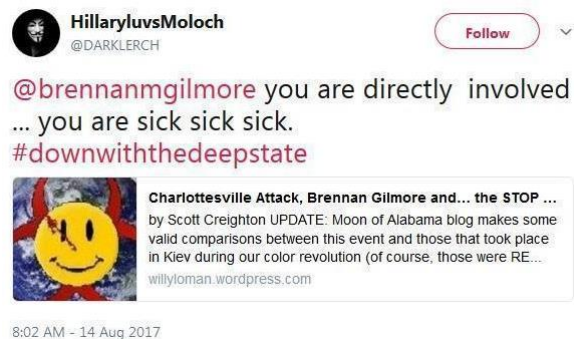 HillaryluvsMoloch
@DARKLERCH
Follow
@brennanmgilmore you are directly involved
... you are sick sick sick.
#downwiththedeepstate
Charlottesville Attack, Brennan Gilmore and... the STOP ...
by Scott Creighton UPDATE: Moon of Alabama blog makes some
valid comparisons between this event and those that took place
in Kiev during our color revolution (of course, those were RE...
willyloman.wordpress.com
8:02 AM - 14 Aug 2017